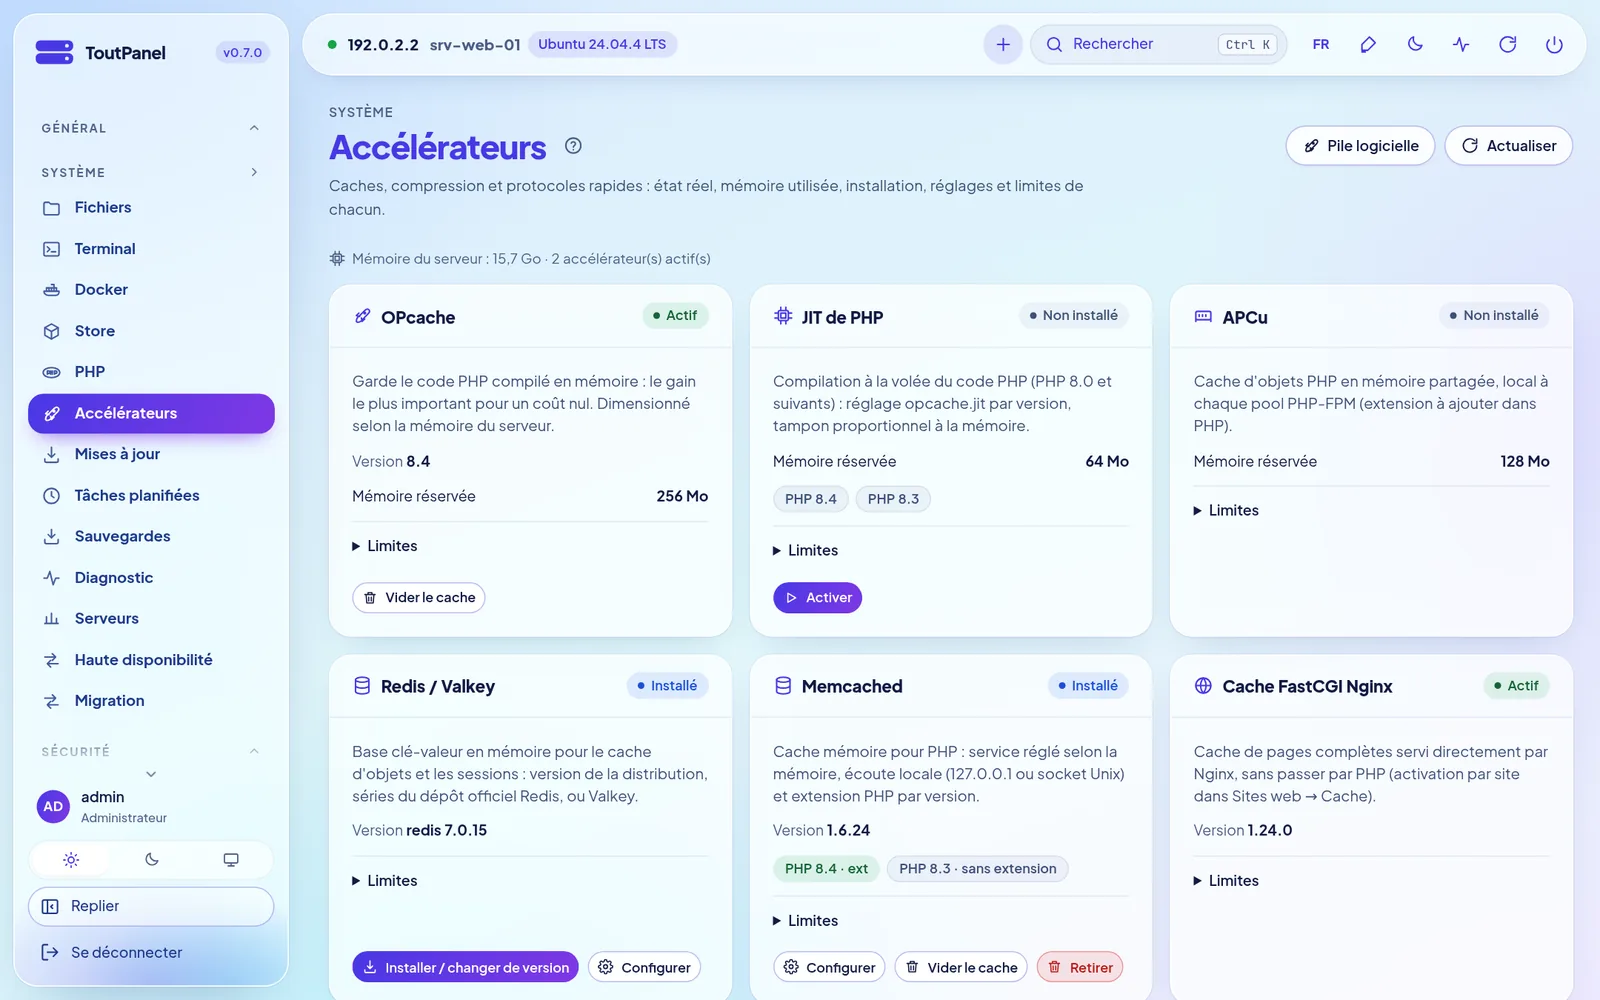 ToutPanel
v0.7.0
GÉNÉRAL
SYSTÈME
Fichiers
Terminal
Docker
Store
PHP
Accélérateurs
Mises à jour
Tâches planifiées
Sauvegardes
Diagnostic
Serveurs
Haute disponibilité
Migration
SÉCURITÉ
AD
admin
Administrateur
Replier
Se déconnecter
192.0.2.2 srv-web-01 Ubuntu 24.04.4 LTS
Rechercher Ctrl K
FR
SYSTÈME
Accélérateurs
Caches, compression et protocoles rapides : état réel, mémoire utilisée, installation, réglages et limites de
chacun.
Pile logicielle
Actualiser
Mémoire du serveur : 15,7 Go · 2 accélérateur(s) actif(s)
OPcache
Actif
Garde le code PHP compilé en mémoire : le gain
le plus important pour un coût nul. Dimensionné
selon la mémoire du serveur.
Version 8.4
Mémoire réservée 256 Mo
Limites
Vider le cache
JIT de PHP
Non installé
Compilation à la volée du code PHP (PHP 8.0 et
suivants) : réglage opcache.jit par version,
tampon proportionnel à la mémoire.
Mémoire réservée 64 Mo
PHP 8.4 PHP 8.3
Limites
Activer
APCu
Non installé
Cache d'objets PHP en mémoire partagée, local à
chaque pool PHP-FPM (extension à ajouter dans
PHP).
Mémoire réservée 128 Mo
Limites
Redis / Valkey
Installé
Base clé-valeur en mémoire pour le cache
d'objets et les sessions : version de la distribution,
séries du dépôt officiel Redis, ou Valkey.
Version redis 7.0.15
Limites
Installer / changer de version
Configurer
Memcached
Installé
Cache mémoire pour PHP : service réglé selon la
mémoire, écoute locale (127.0.0.1 ou socket Unix)
et extension PHP par version.
Version 1.6.24
PHP 8.4 · ext PHP 8.3 · sans extension
Limites
Configurer
Vider le cache
Retirer
Cache FastCGI Nginx
Actif
Cache de pages complètes servi directement par
Nginx, sans passer par PHP (activation par site
dans Sites web → Cache).
Version 1.24.0
Limites